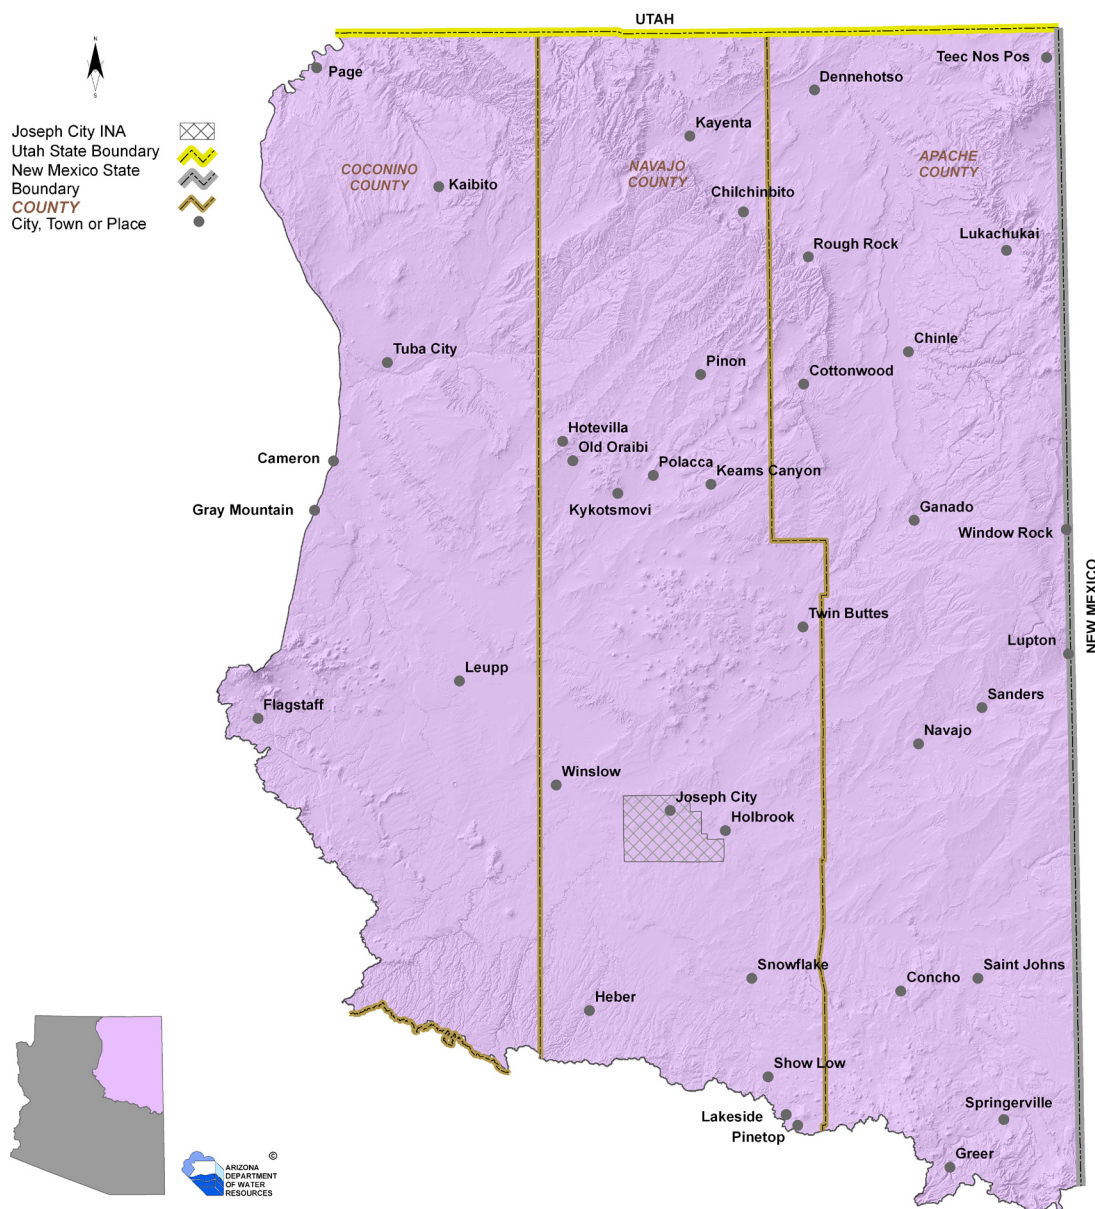 UTAH
N
S
Page
Teec Nos Pos
Dennehotso
Kayenta
Joseph City INA
Utah State Boundary
New Mexico State
Boundary
COUNTY
City, Town or Place
COCONINO
COUNTY
NAVAJO
COUNTY
APACHE
COUNTY
Kaibito
Chilchinbito
Lukachukai
Rough Rock
Chinle
Tuba City
Pinon
Cottonwood
Hotevilla
Old Oraibi
Cameron
Polacca
Keams Canyon
Gray Mountain
Kykotsmovi
Ganado
Window Rock
NEW MEXICO
Twin Buttes
Lupton
Leupp
Sanders
Flagstaff
Navajo
Winslow
Joseph City
Holbrook
Snowflake
Saint Johns
Concho
Heber
Show Low
Springerville
Lakeside
Pinetop
Greer
©
ARIZONA
DEPARTMENT
OF WATER
RESOURCES